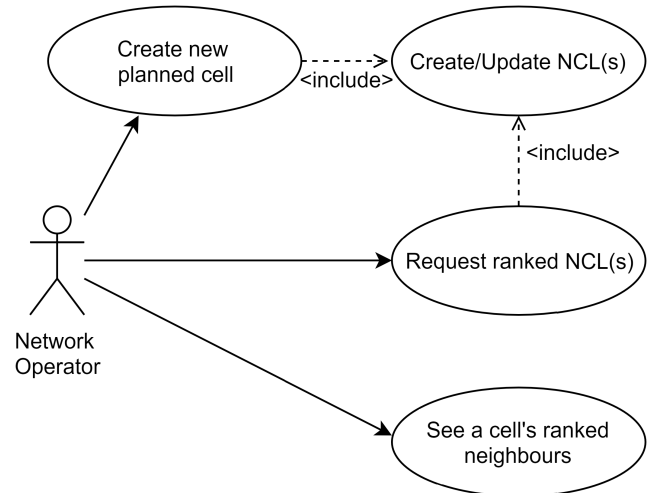 Create new
planned cell
<include>
Create/Update NCL(s)
<include>
Request ranked NCL(s)
Network
Operator
See a cell's ranked
neighbours